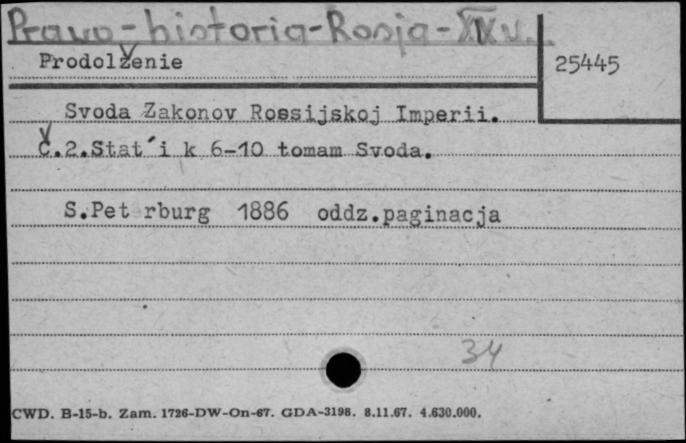 Prawo-historia-Rosja-XIX w.
Prodolženie
25445
Svoda Zakonov Rossijskoj Imperii.
Č.2.Stat´i k 6-10 tomam Svoda.
S.Pet rburg 1886 oddz.paginacja
34
CWD. B-15-b. Zam. 1726-DW-On-67. GDA-3198. 8.11.67. 4.630.000.